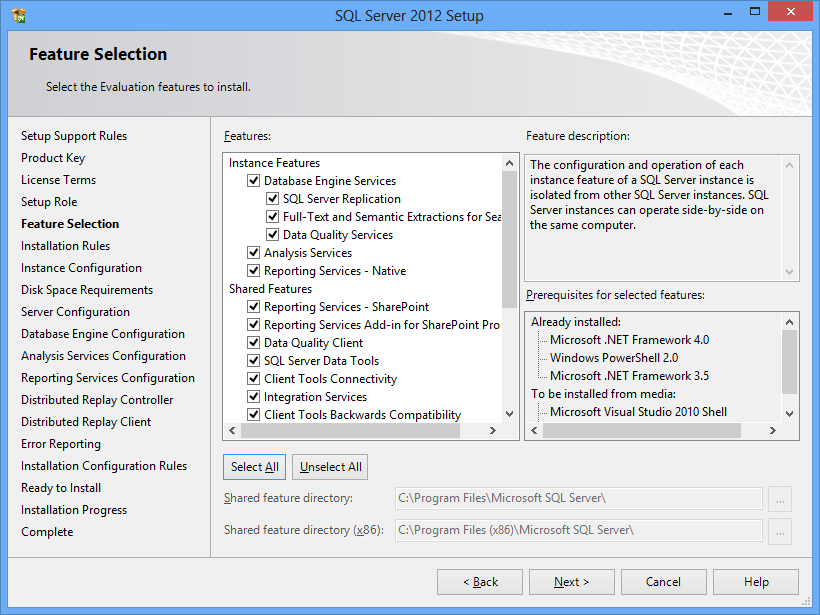 SQL Server 2012 Setup
Feature Selection
Select the Evaluation features to install.
Setup Support Rules
Product Key
License Terms
Setup Role
Feature Selection
Installation Rules
Instance Configuration
Disk Space Requirements
Server Configuration
Database Engine Configuration
Analysis Services Configuration
Reporting Services Configuration
Distributed Replay Controller
Distributed Replay Client
Error Reporting
Installation Configuration Rules
Ready to Install
Installation Progress
Complete
Features:
Instance Features
Database Engine Services
SQL Server Replication
Full-Text and Semantic Extractions for Sea
Data Quality Services
Analysis Services
Reporting Services - Native
Shared Features
Reporting Services - SharePoint
Reporting Services Add-in for SharePoint Pro
Data Quality Client
SQL Server Data Tools
Client Tools Connectivity
Integration Services
Client Tools Backwards Compatibility
Feature description:
The configuration and operation of each
instance feature of a SQL Server instance is
isolated from other SQL Server instances. SQL
Server instances can operate side-by-side on
the same computer.
Prerequisites for selected features:
Already installed:
Microsoft .NET Framework 4.0
Windows PowerShell 2.0
Microsoft .NET Framework 3.5
To be installed from media:
Microsoft Visual Studio 2010 Shell
Select All
Unselect All
Shared feature directory:
C:\Program Files\Microsoft SQL Server\
...
Shared feature directory (x86):
C:\Program Files (x86)\Microsoft SQL Server\
...
< Back
Next >
Cancel
Help